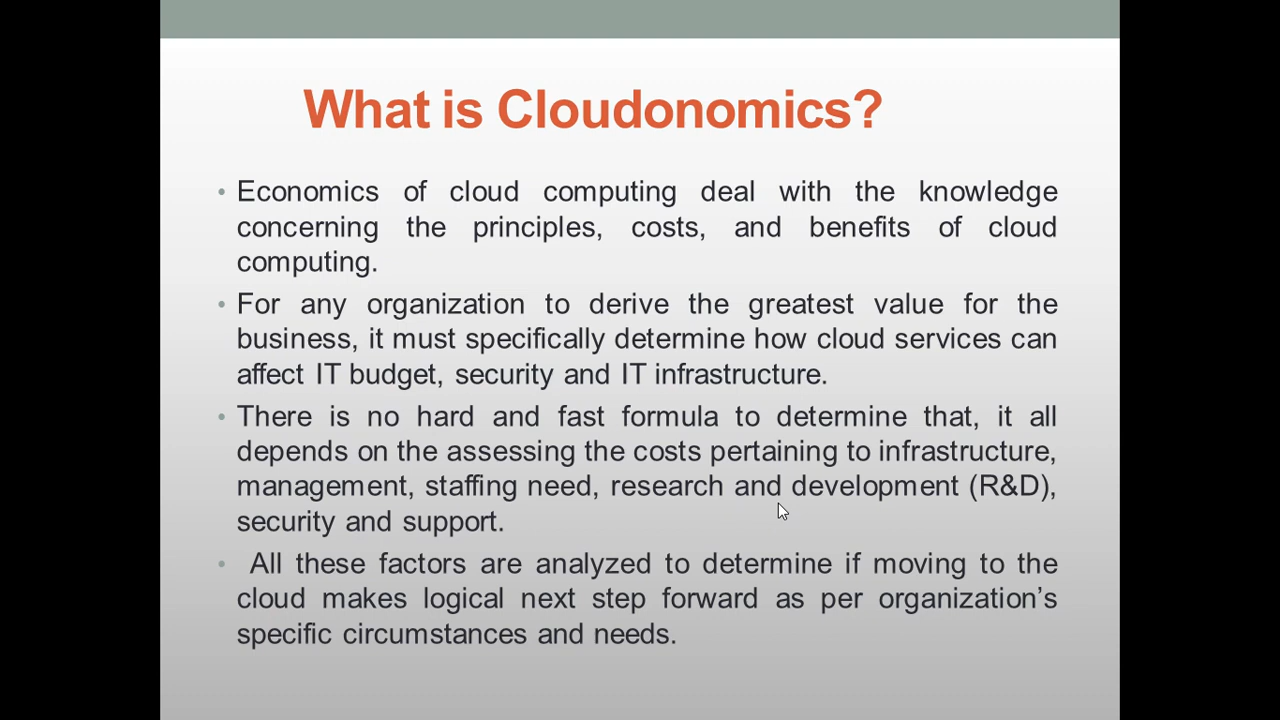 What is Cloudonomics?
• Economics of cloud computing deal with the knowledge
concerning the principles, costs, and benefits of cloud
computing.
• For any organization to derive the greatest value for the
business, it must specifically determine how cloud services can
affect IT budget, security and IT infrastructure.
• There is no hard and fast formula to determine that, it all
depends on the assessing the costs pertaining to infrastructure,
management, staffing need, research and development (R&D),
security and support.
• All these factors are analyzed to determine if moving to the
cloud makes logical next step forward as per organization’s
specific circumstances and needs.